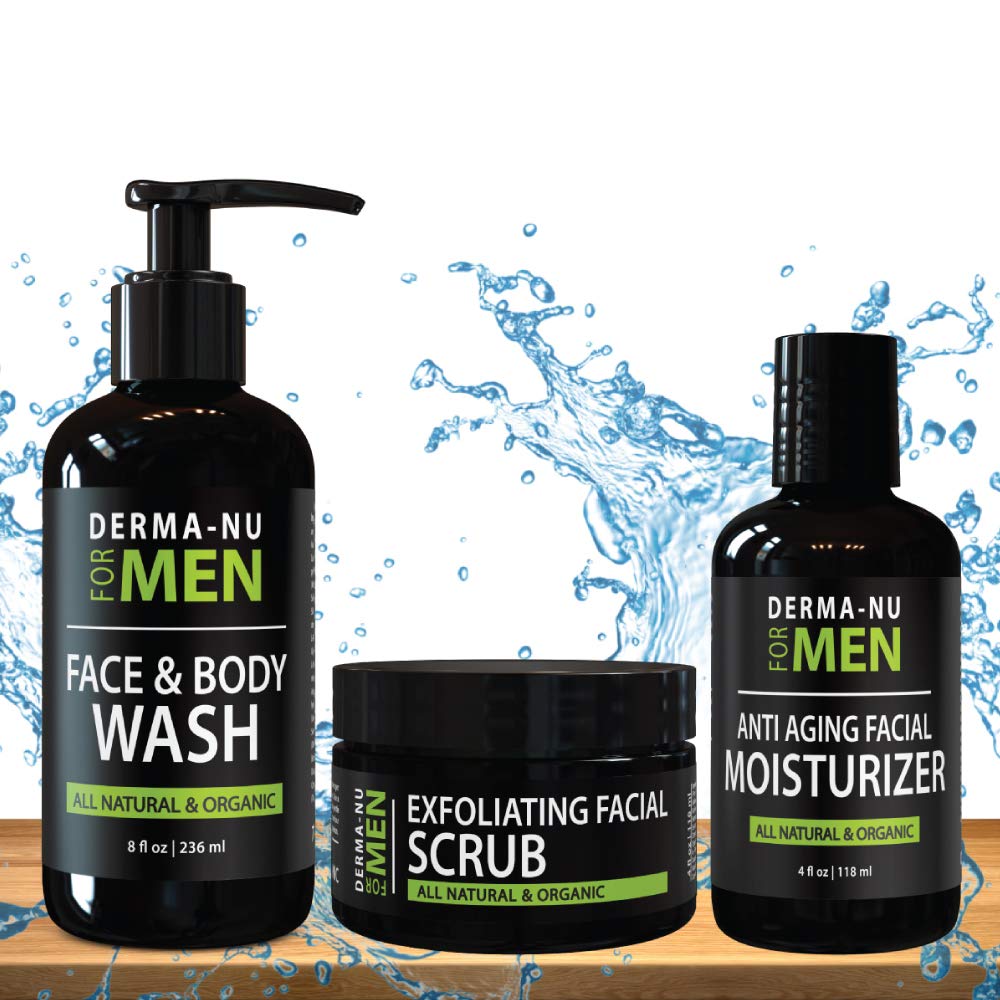 DERMA-NU
FOR MEN
FACE & BODY
WASH
ALL NATURAL & ORGANIC
8 fl oz | 236 ml
DERMA-NU
FOR MEN
EXFOLIATING FACIAL
SCRUB
ALL NATURAL & ORGANIC
DERMA-NU
FOR MEN
ANTI AGING FACIAL
MOISTURIZER
ALL NATURAL & ORGANIC
4 fl oz | 118 ml